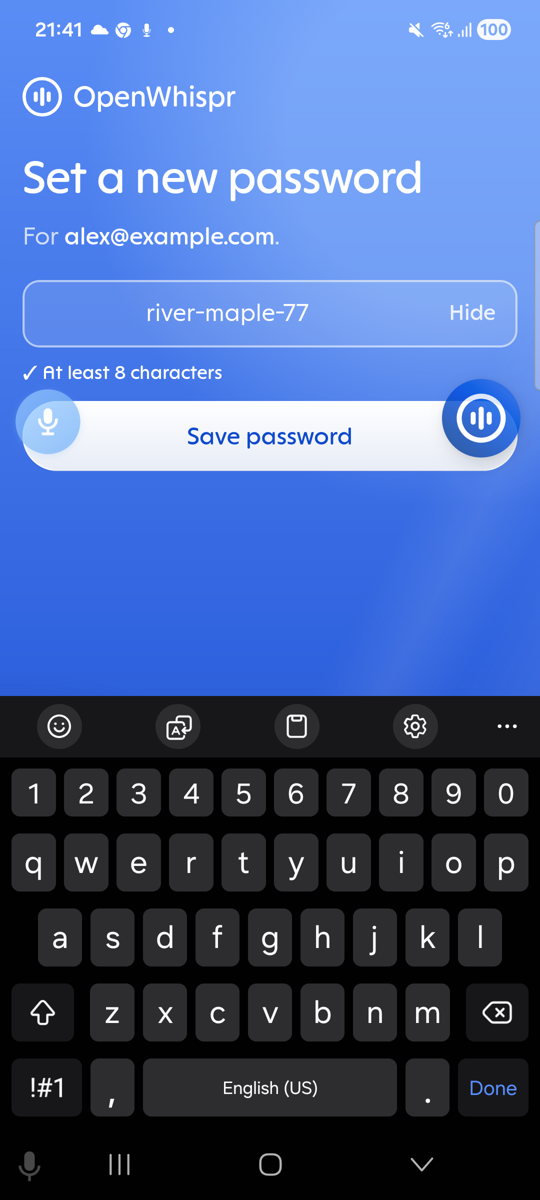 21:41
100
OpenWhispr
Set a new password
For alex@example.com.
river-maple-77 Hide
✓ At least 8 characters
Save password
1 2 3 4 5 6 7 8 9 0
q w e r t y u i o p
a s d f g h j k l
z x c v b n m
!#1 , English (US) . Done